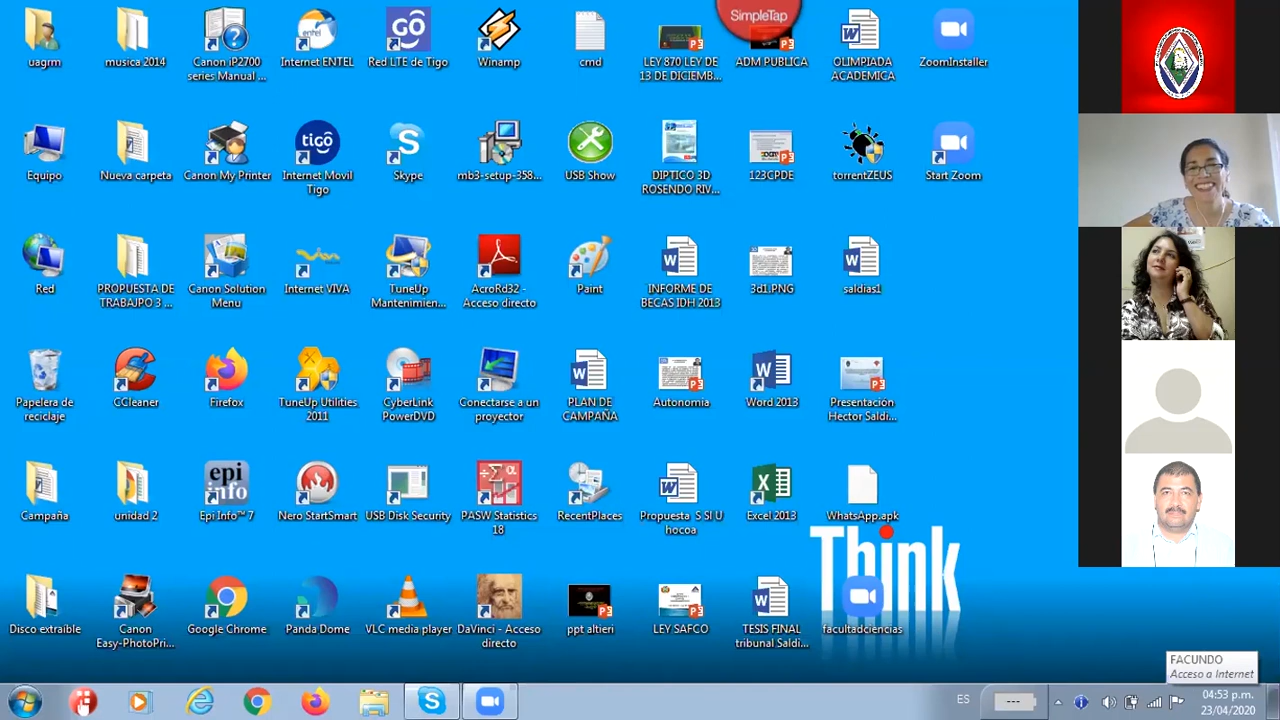 uagrm
musica 2014
Canon iP2700
series Manual ...
entel
Internet ENTEL
GO
Red LTE de Tigo
Winamp
cmd
LEY 870 LEY DE
13 DE DICIEMB...
SimpleTap
ADM PUBLICA
OLIMPIADA
ACADEMICA
ZoomInstaller
Equipo
Nueva carpeta
Canon My Printer
tigo
Internet Movil
Tigo
Skype
mb3-setup-358...
USB Show
DIPTICO 3D
ROSENDO RIV...
123CPDE
torrentZEUS
Start Zoom
Red
PROPUESTA DE
TRABAJPO 3 ...
Canon Solution
Menu
Internet VIVA
TuneUp
Mantenimien...
AcroRd32 -
Acceso directo
Paint
INFORME DE
BECAS IDH 2013
3d1.PNG
saldias1
Papelera de
reciclaje
CCleaner
Firefox
TuneUp Utilities
2011
CyberLink
PowerDVD
Conectarse a un
proyector
PLAN DE
CAMPAÑA
Autonomia
Word 2013
Presentacion
Hector Saldi...
Campaña
unidad 2
epi
info
Epi Info™ 7
Nero StartSmart
USB Disk Security
PASW Statistics
18
RecentPlaces
Propuesta S SI U
hocoa
Excel 2013
WhatsApp.apk
Think
Disco extraible
Canon
Easy-PhotoPri...
Google Chrome
Panda Dome
VLC media player
DaVinci - Acceso
directo
ppt altieri
LEY SAFCO
TESIS FINAL
tribunal Saldi...
facultadciencias
FACUNDO
Acceso a Internet
ES
---
04:53 p.m.
23/04/2020